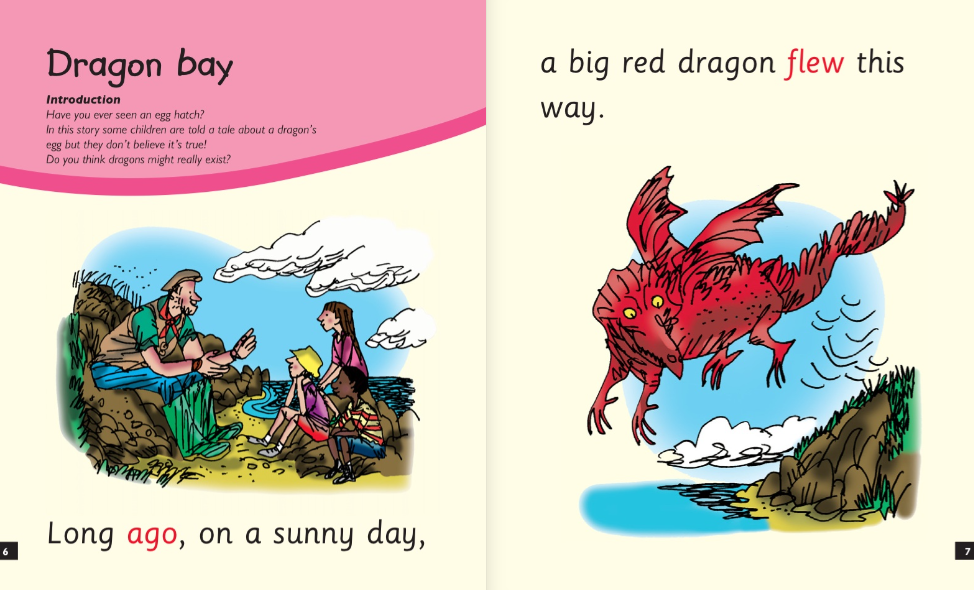 Dragon bay
Introduction
Have you ever seen an egg hatch?
In this story some children are told a tale about a dragon's
egg but they don't believe it's true!
Do you think dragons might really exist?
Long ago, on a sunny day,
6
a big red dragon flew this
way.
7